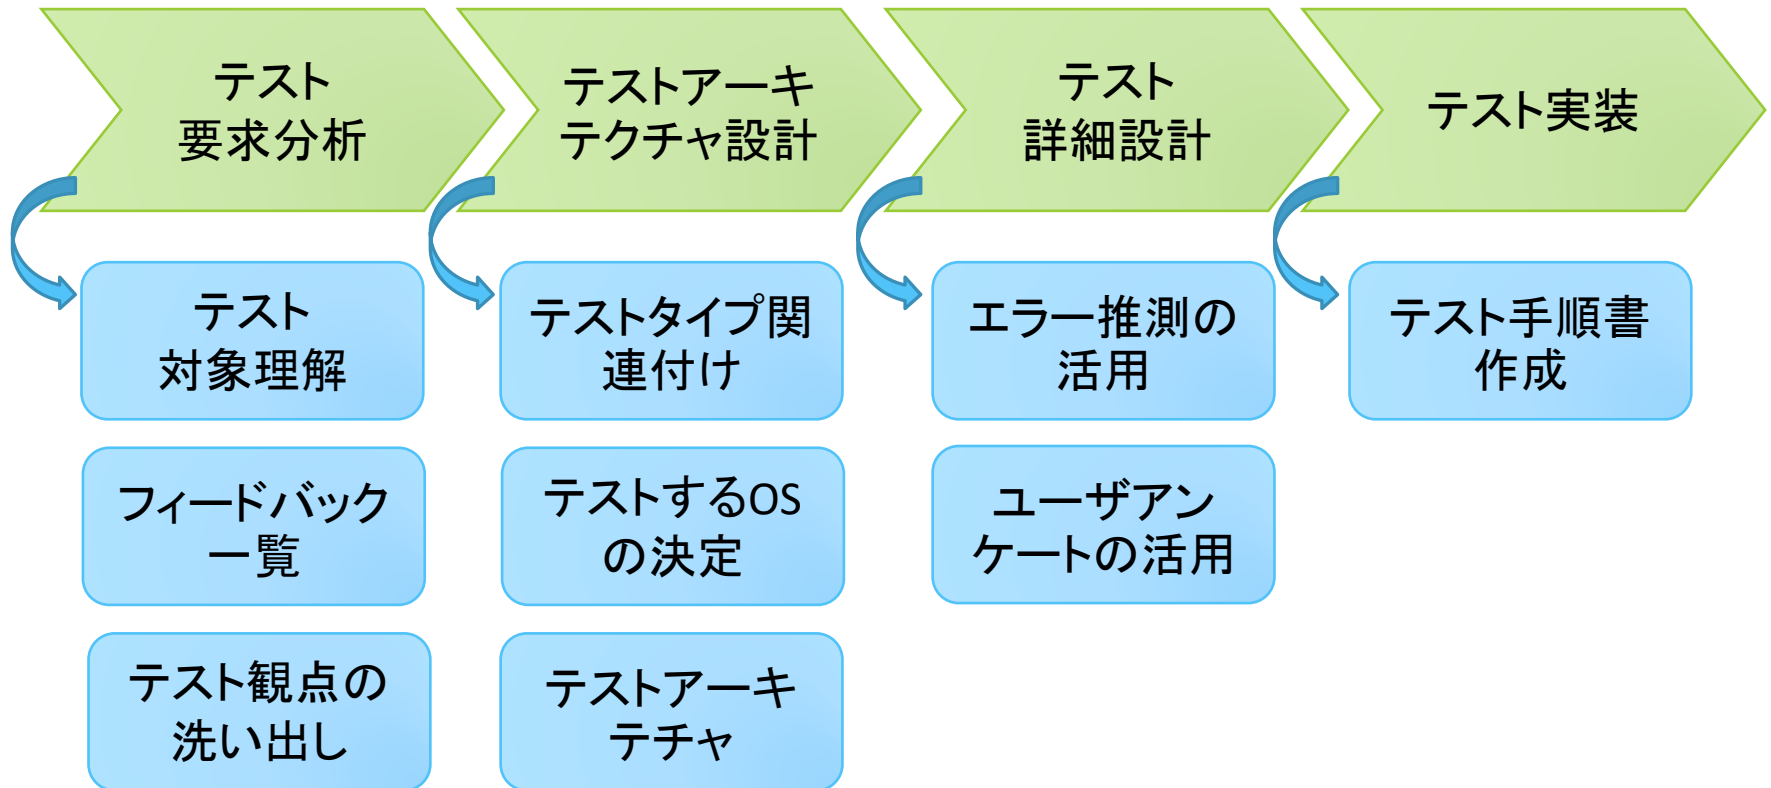 テスト
要求分析
テストアーキ
テクチャ設計
テスト
詳細設計
テスト実装
テスト
対象理解
テストタイプ関
連付け
エラー推測の
活用
テスト手順書
作成
フィードバック
一覧
テストするOS
の決定
ユーザアン
ケートの活用
テスト観点の
洗い出し
テストアーキ
テチャ